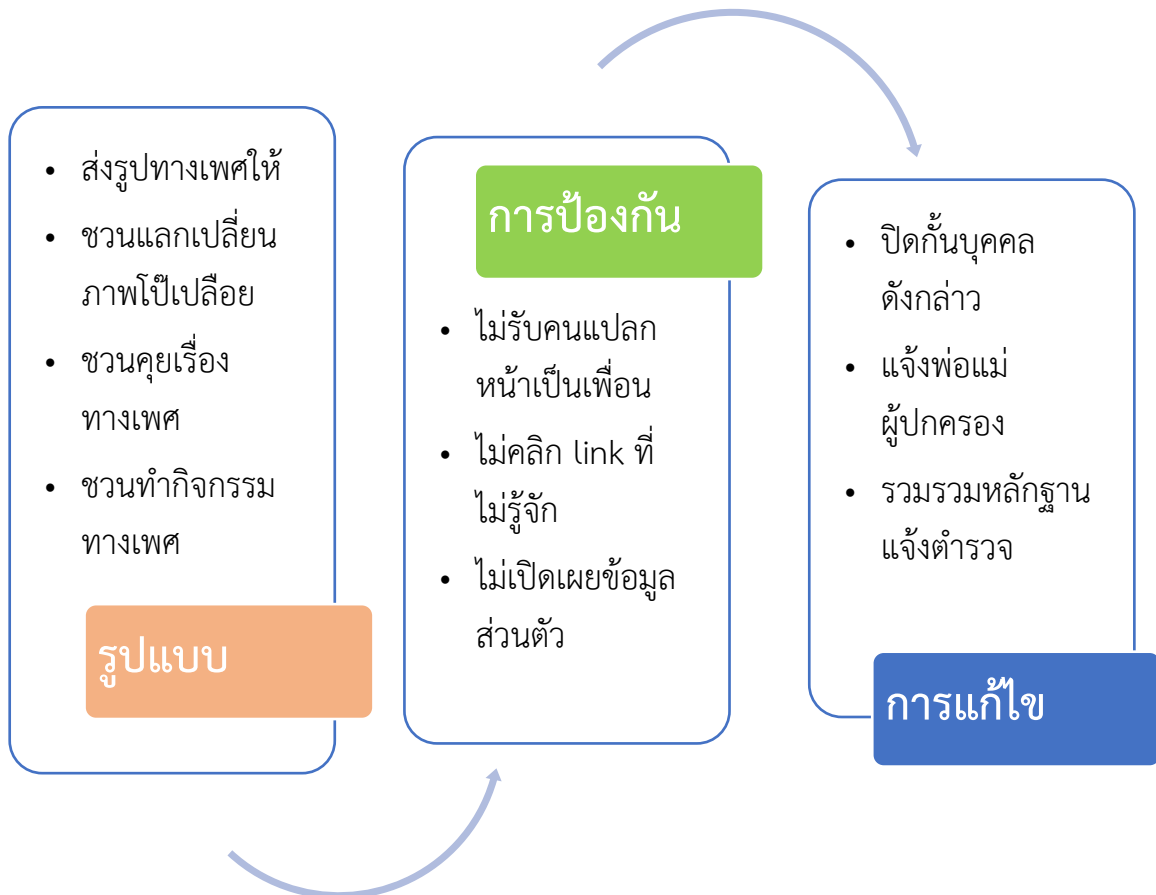 • ส่งรูปทางเพศให้
• ชวนแลกเปลี่ยน
ภาพโป๊เปลือย
• ชวนคุยเรื่อง
ทางเพศ
• ชวนทำกิจกรรม
ทางเพศ
รูปแบบ
การป้องกัน
• ไม่รับคนแปลก
หน้าเป็นเพื่อน
• ไม่คลิก link ที่
ไม่รู้จัก
• ไม่เปิดเผยข้อมูล
ส่วนตัว
• ปิดกั้นบุคคล
ดังกล่าว
• แจ้งพ่อแม่
ผู้ปกครอง
• รวมรวมหลักฐาน
แจ้งตำรวจ
การแก้ไข